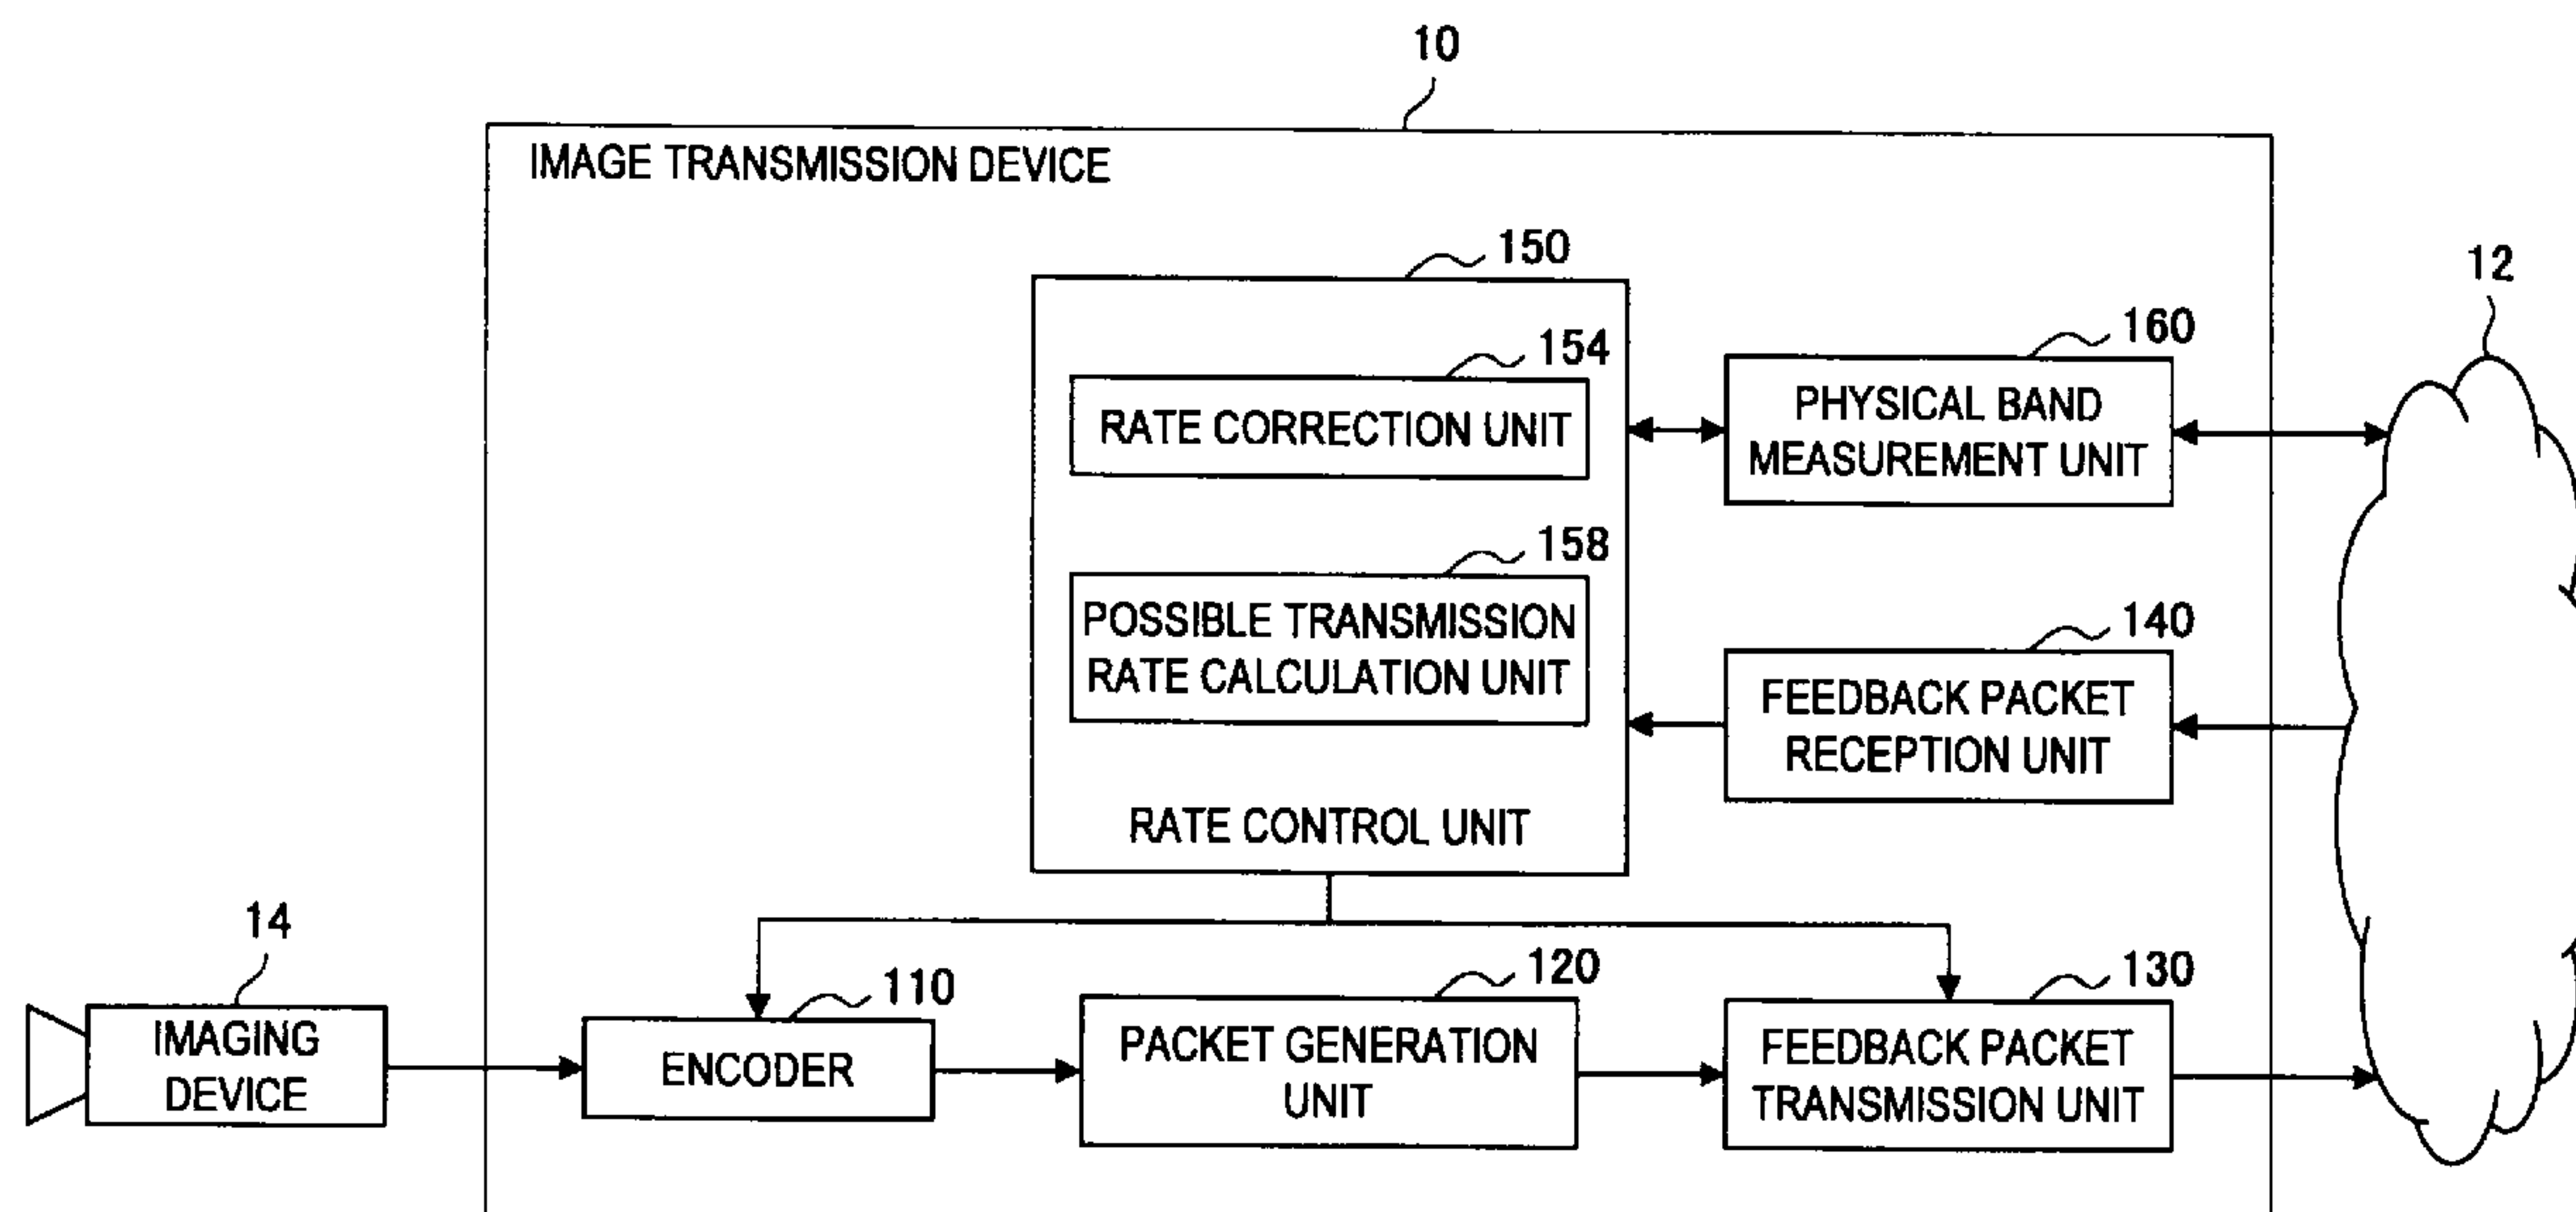 10
IMAGE TRANSMISSION DEVICE
150
12
154
160
RATE CORRECTION UNIT
PHYSICAL BAND
MEASUREMENT UNIT
158
POSSIBLE TRANSMISSION
RATE CALCULATION UNIT
140
FEEDBACK PACKET
RECEPTION UNIT
RATE CONTROL UNIT
14
IMAGING
DEVICE
110
ENCODER
120
PACKET GENERATION
UNIT
130
FEEDBACK PACKET
TRANSMISSION UNIT